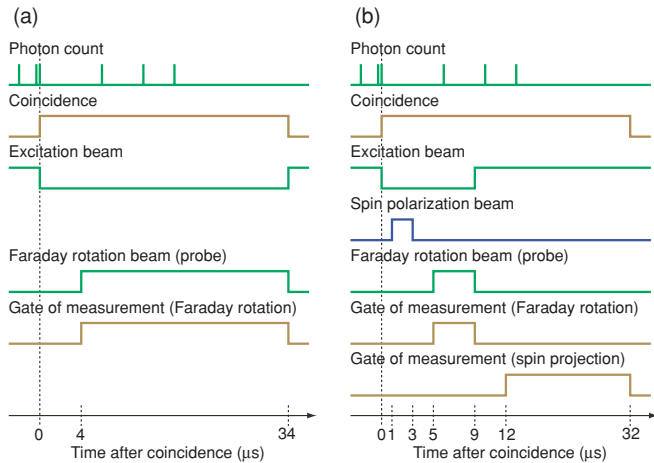 (a)
Photon count
Coincidence
Excitation beam
Faraday rotation beam (probe)
Gate of measurement (Faraday rotation)
0 4 34
Time after coincidence (μs)
(b)
Photon count
Coincidence
Excitation beam
Spin polarization beam
Faraday rotation beam (probe)
Gate of measurement (Faraday rotation)
Gate of measurement (spin projection)
0 1 3 5 9 12 32
Time after coincidence (μs)